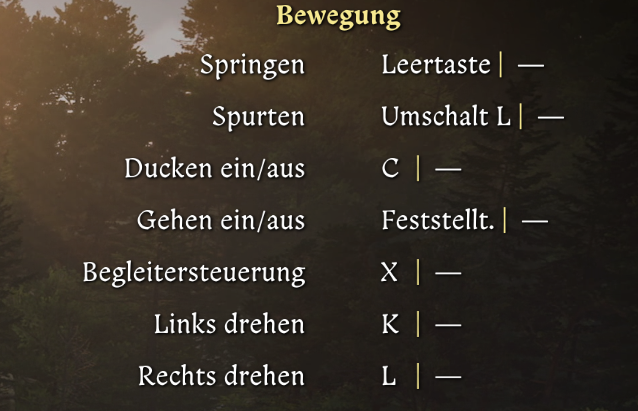 Bewegung
Springen Leertaste | —
Spurten Umschalt L | —
Ducken ein/aus C | —
Gehen ein/aus Feststellt. | —
Begleitersteuerung X | —
Links drehen K | —
Rechts drehen L | —